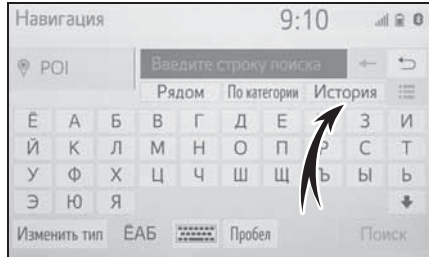 Навигация 9:10
POI Введите строку поиска
Рядом По категории История
Ё А Б В Г Д Е З И
Й К Л М Н О П Р С Т
У Ф Х Ц Ч Ш Щ Ъ Ы Ь
Э Ю Я
Изменить тип ЁАБ Пробел Поиск